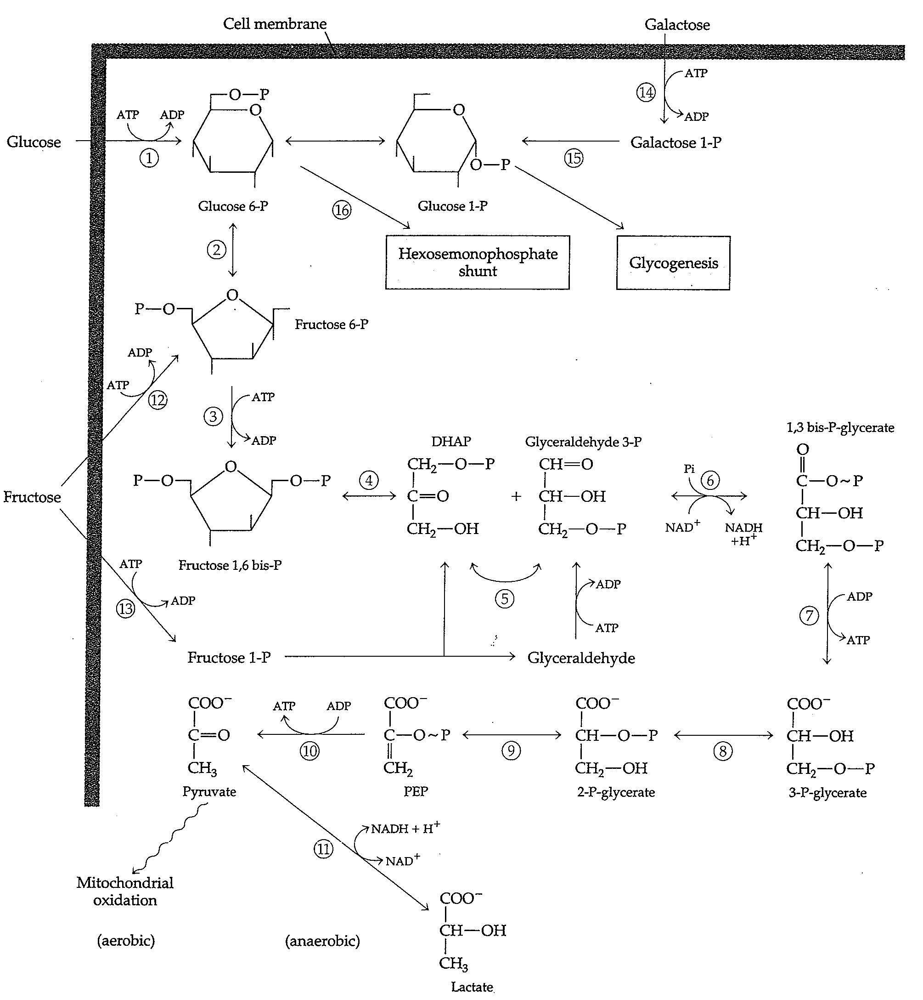 Cell membrane
Galactose
ATP
⑭
ADP
O—P
O
ATP ADP
Glucose
①
Glucose 6-P
O
O—P
Glucose 1-P
⑮
Galactose 1-P
⑯
Hexosemonophosphate
shunt
Glycogenesis
②
O
P—O
Fructose 6-P
ADP
ATP
⑫
③
ATP
ADP
Fructose
O
P—O
O—P
Fructose 1,6 bis-P
④
DHAP
CH2—O—P
C=O
CH2—OH
+
Glyceraldehyde 3-P
CH=O
CH—OH
CH2—O—P
Pi
⑥
NAD+
NADH
+H+
1,3 bis-P-glycerate
O
C—O~P
CH—OH
CH2—O—P
⑤
ADP
ATP
⑦
ADP
ATP
ATP
ADP
⑬
Fructose 1-P
Glyceraldehyde
COO−
C=O
CH3
Pyruvate
ATP ADP
⑩
COO−
C—O~P
CH2
PEP
⑨
COO−
CH—O—P
CH2—OH
2-P-glycerate
⑧
COO−
CH—OH
CH2—O—P
3-P-glycerate
NADH + H+
⑪
NAD+
Mitochondrial
oxidation
(aerobic)
(anaerobic)
COO−
CH—OH
CH3
Lactate